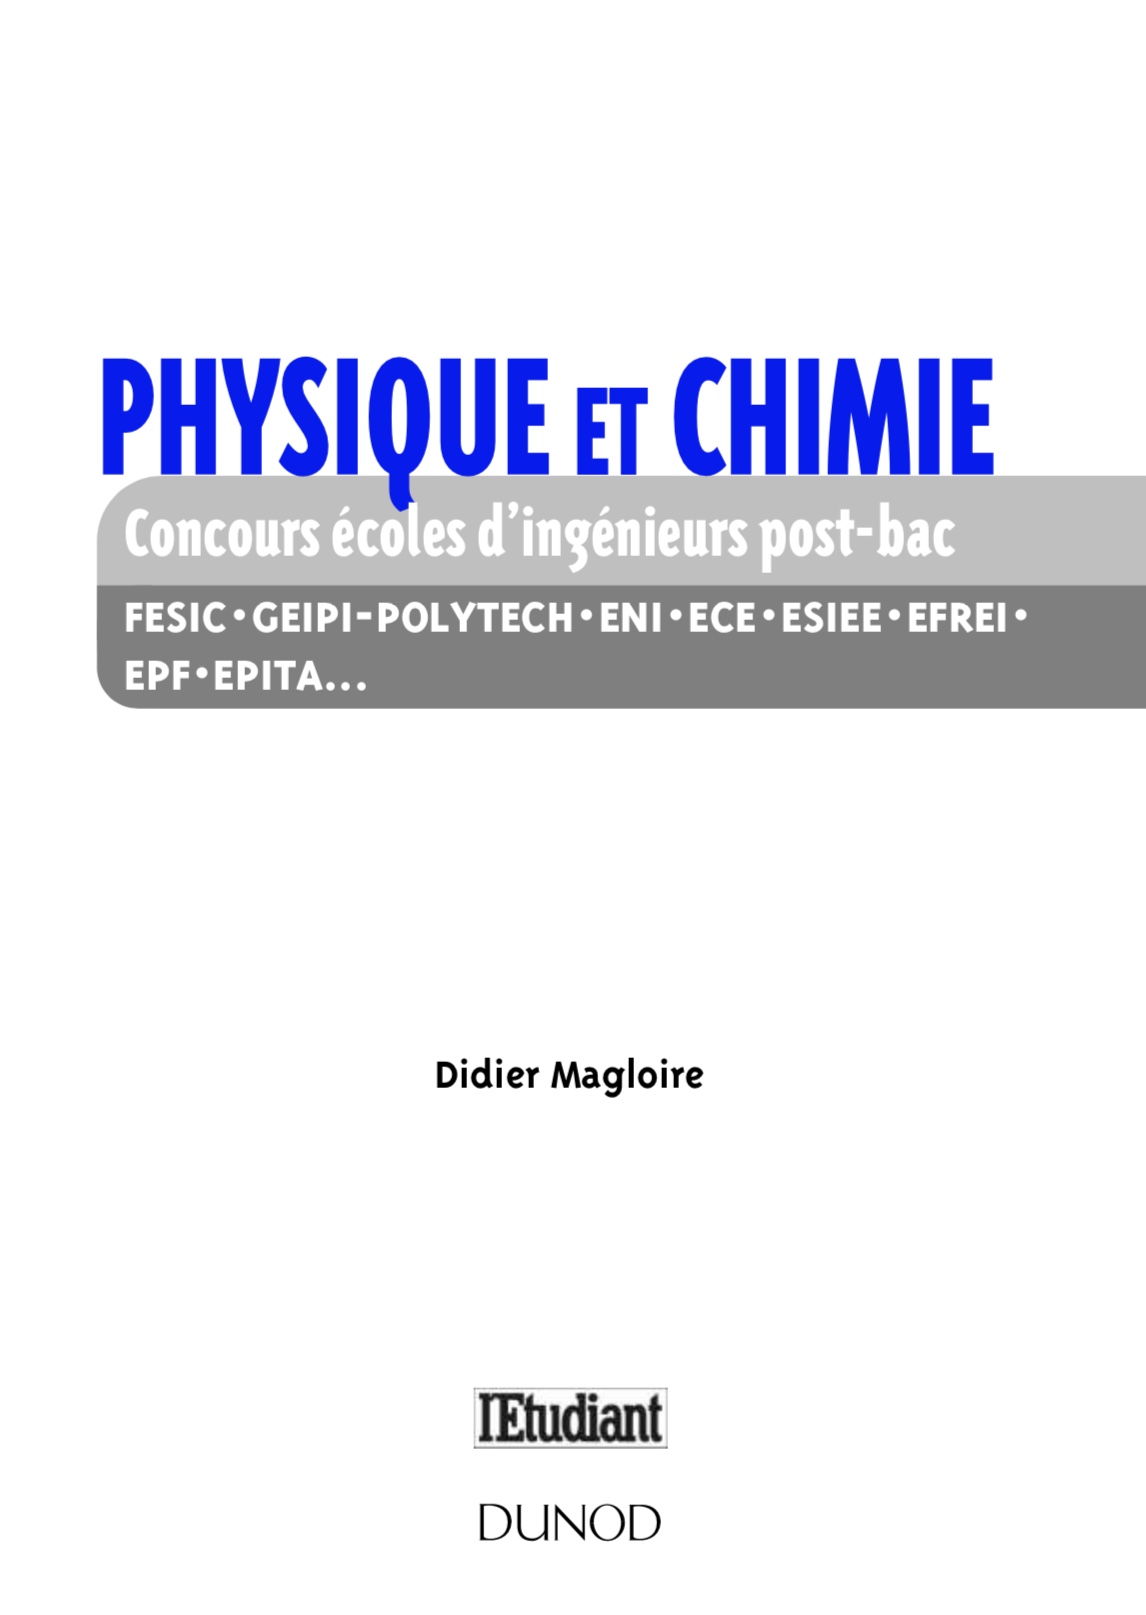 PHYSIQUE ET CHIMIE
Concours écoles d’ingénieurs post-bac
FESIC•GEIPI-POLYTECH•ENI•ECE•ESIEE•EFREI•
EPF•EPITA...
Didier Magloire
l'Etudiant
DUNOD